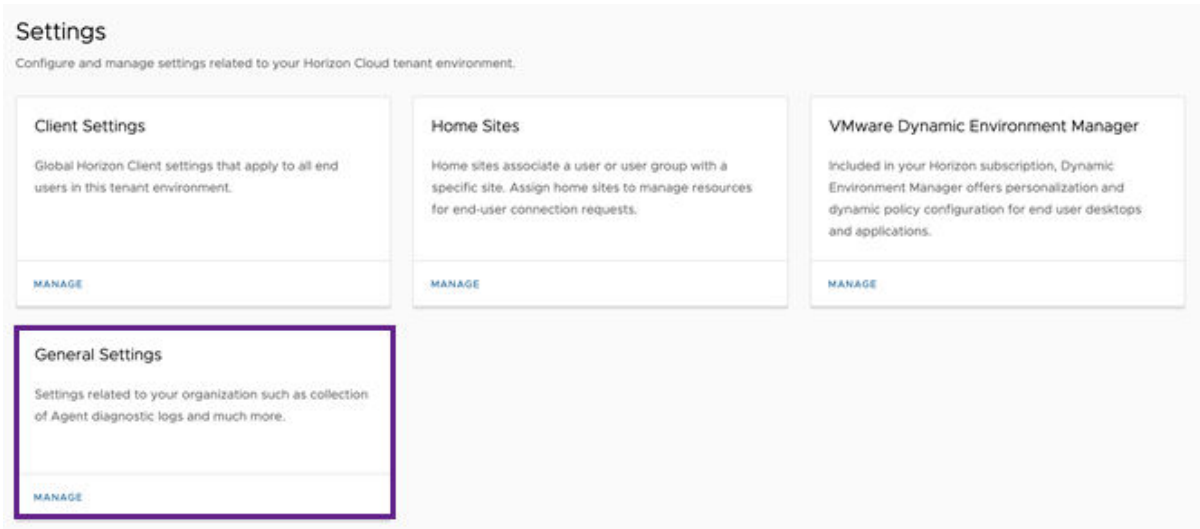 Settings
Configure and manage settings related to your Horizon Cloud tenant environment.
Client Settings
Global Horizon Client settings that apply to all end
users in this tenant environment.
MANAGE
Home Sites
Home sites associate a user or user group with a
specific site. Assign home sites to manage resources
for end-user connection requests.
MANAGE
VMware Dynamic Environment Manager
Included in your Horizon subscription, Dynamic
Environment Manager offers personalization and
dynamic policy configuration for end user desktops
and applications.
MANAGE
General Settings
Settings related to your organization such as collection
of Agent diagnostic logs and much more.
MANAGE